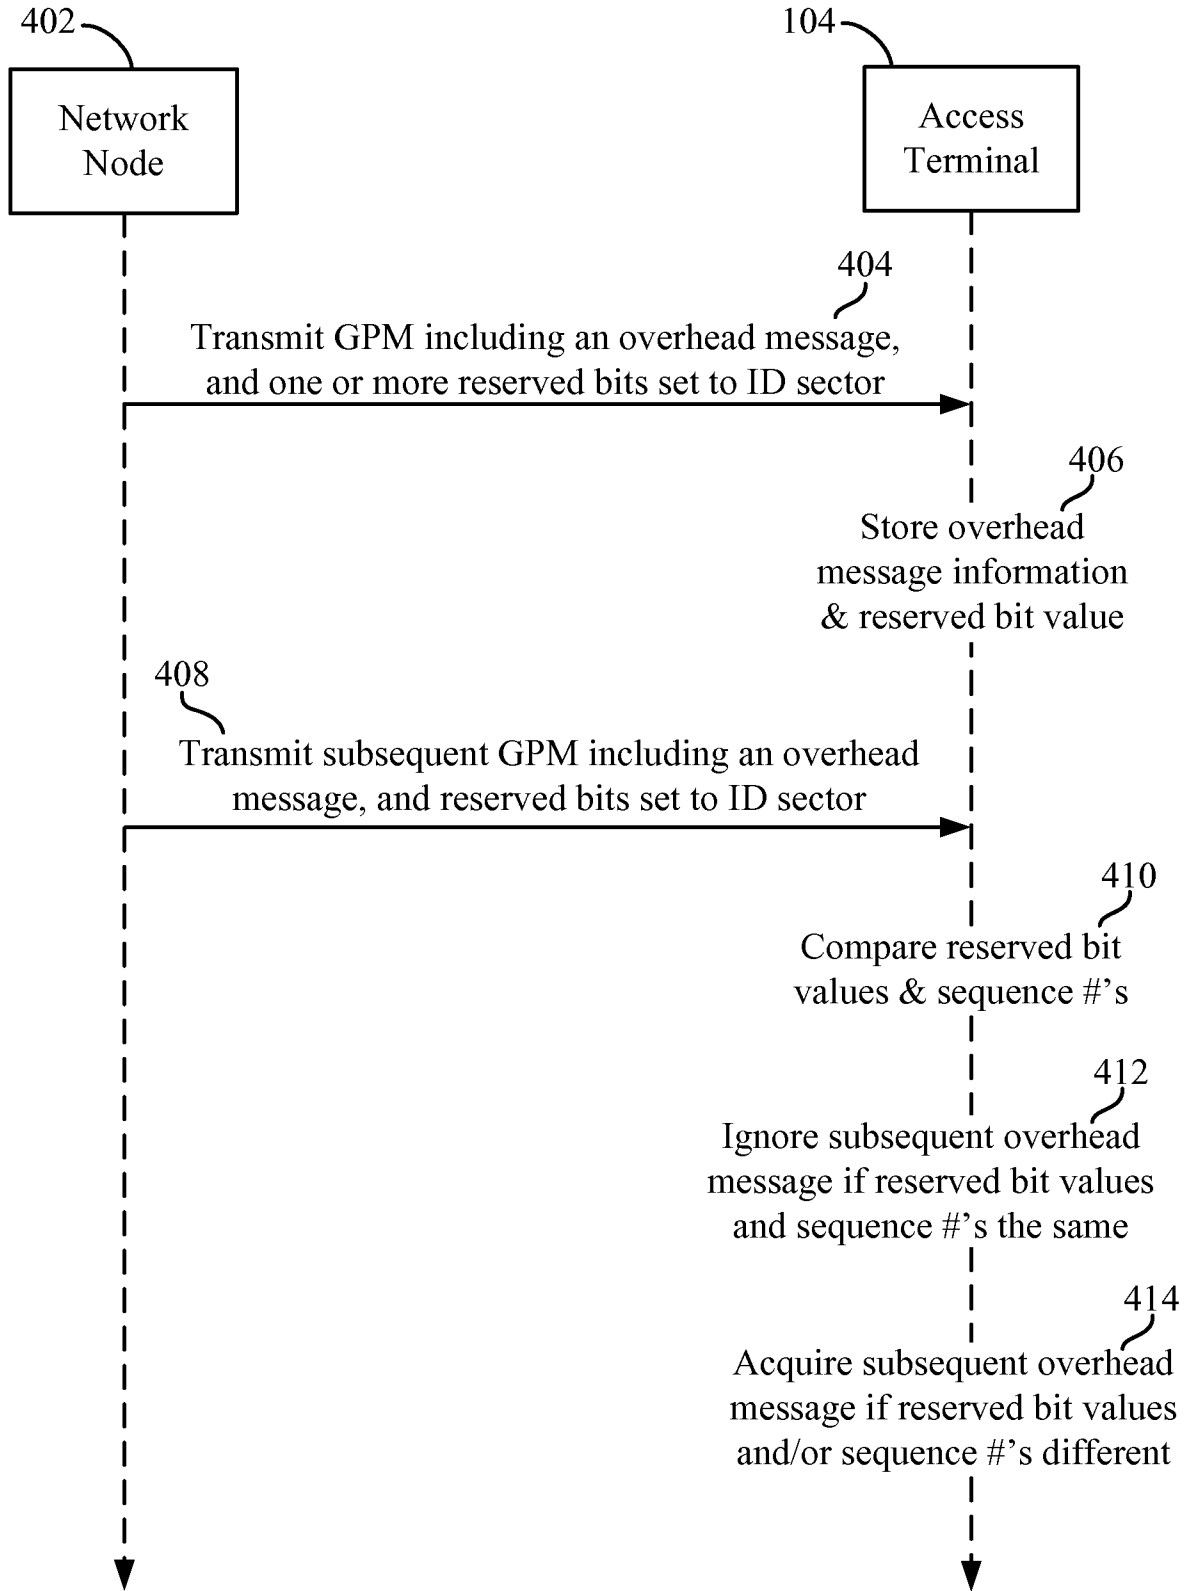 402
104
Network
Node
Access
Terminal
404
Transmit GPM including an overhead message,
and one or more reserved bits set to ID sector
406
Store overhead
message information
& reserved bit value
408
Transmit subsequent GPM including an overhead
message, and reserved bits set to ID sector
410
Compare reserved bit
values & sequence #’s
412
Ignore subsequent overhead
message if reserved bit values
and sequence #’s the same
414
Acquire subsequent overhead
message if reserved bit values
and/or sequence #’s different